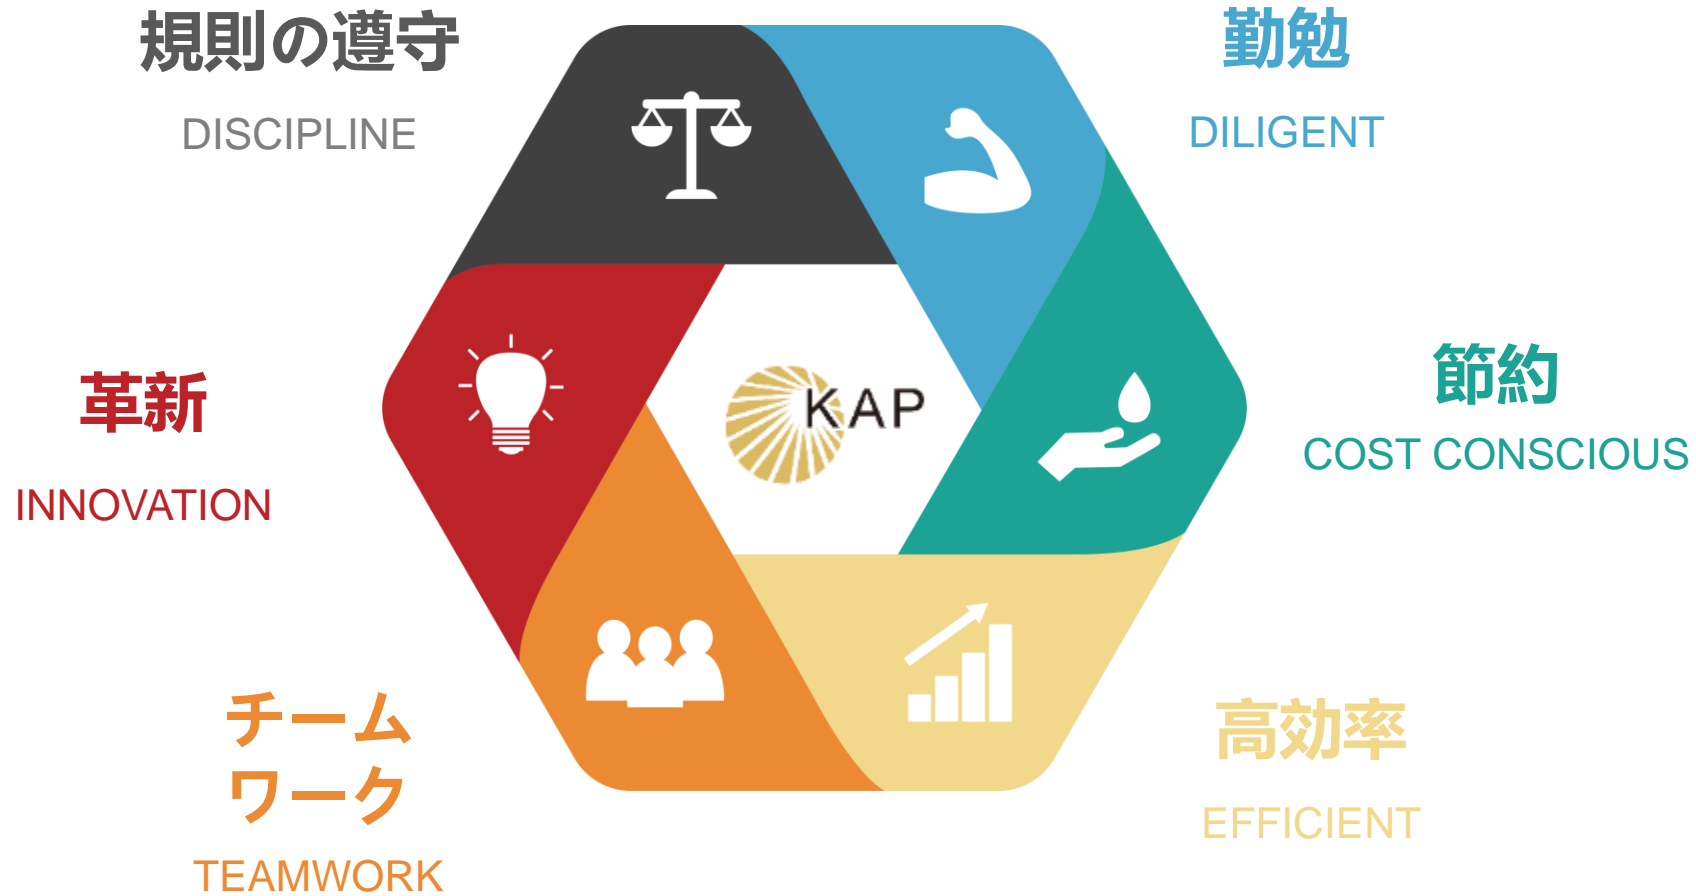 規則の遵守
DISCIPLINE
勤勉
DILIGENT
革新
INNOVATION
KAP
節約
COST CONSCIOUS
チーム
ワーク
TEAMWORK
高効率
EFFICIENT